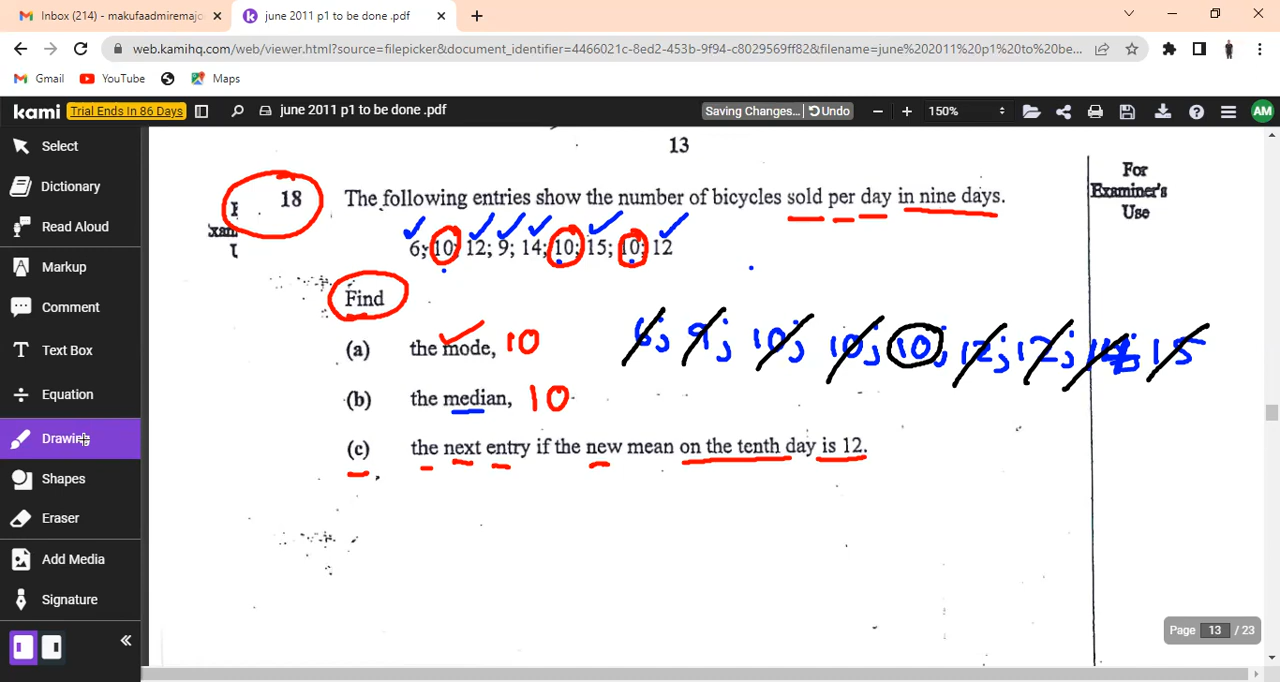 Inbox (214) - makufaadmiremajo × june 2011 p1 to be done .pdf × +
web.kamihq.com/web/viewer.html?source=filepicker&document_identifier=4466021c-8ed2-453b-9f94-c8029569ff82&filename=june%202011%20p1%20to%20be...
Gmail YouTube Maps
kami Trial Ends In 86 Days june 2011 p1 to be done .pdf Saving Changes... Undo − + 150% AM
Select
Dictionary
Read Aloud
Markup
Comment
Text Box
Equation
Drawing
Shapes
Eraser
Add Media
Signature
13
For
Examiner's
Use
18 The following entries show the number of bicycles sold per day in nine days.
6; 10; 12; 9; 14; 10; 15; 10; 12
Find
(a) the mode, 10
6; 9; 10; 10; 10; 12; 12; 14; 15
(b) the median, 10
(c) the next entry if the new mean on the tenth day is 12.
Page 13 / 23